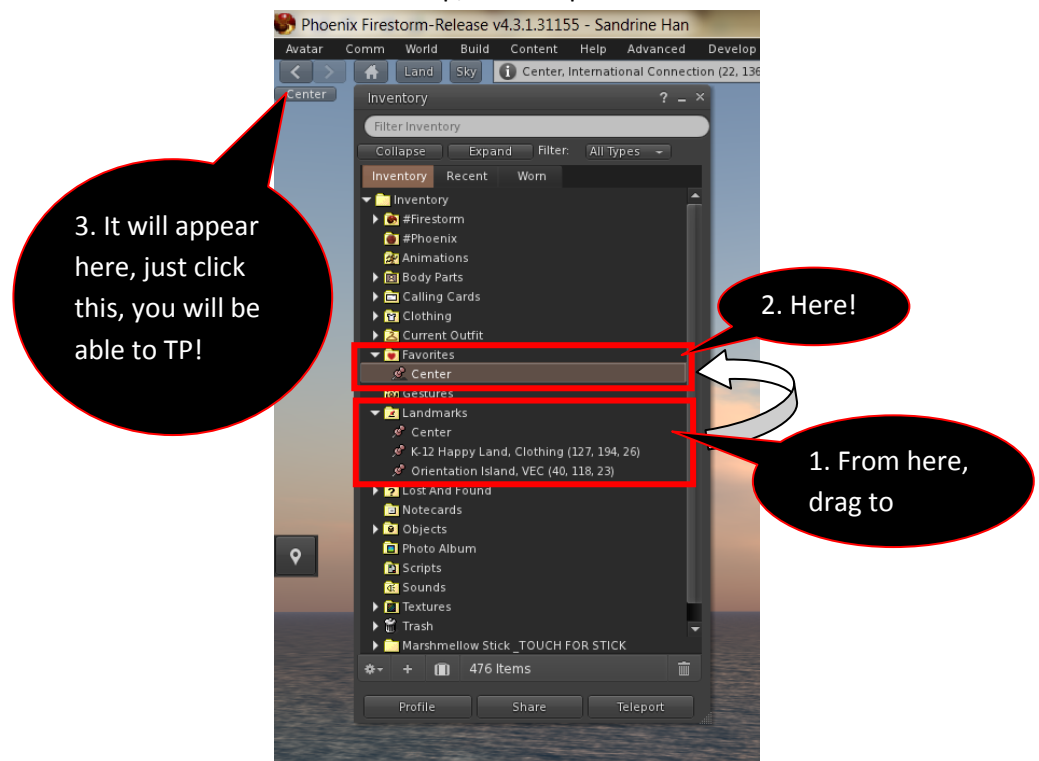 Phoenix Firestorm-Release v4.3.1.31155 - Sandrine Han
Avatar Comm World Build Content Help Advanced Develop
Land Sky Center, International Connection (22, 136
Center
Inventory ? _ ×
Filter Inventory
Collapse Expand Filter: All Types
Inventory Recent Worn
Inventory
#Firestorm
#Phoenix
Animations
Body Parts
Calling Cards
Clothing
Current Outfit
Favorites
Center
Gestures
Landmarks
Center
K-12 Happy Land, Clothing (127, 194, 26)
Orientation Island, VEC (40, 118, 23)
Lost And Found
Notecards
Objects
Photo Album
Scripts
Sounds
Textures
Trash
Marshmellow Stick _TOUCH FOR STICK
476 Items
Profile Share Teleport
1. From here,
drag to
2. Here!
3. It will appear
here, just click
this, you will be
able to TP!